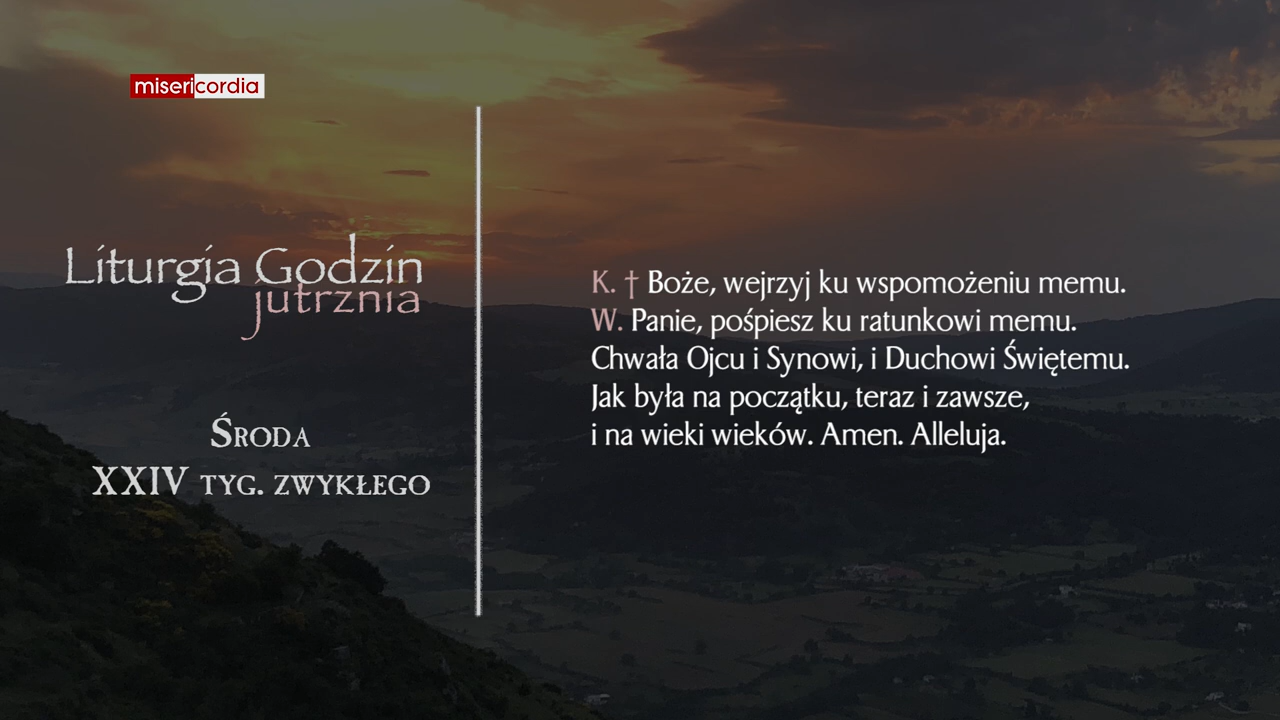 misericordia
Liturgia Godzin
jutrznia
Środa
XXIV tyg. zwykłego
K. † Boże, wejrzyj ku wspomożeniu memu.
W. Panie, pośpiesz ku ratunkowi memu.
Chwała Ojcu i Synowi, i Duchowi Świętemu.
Jak była na początku, teraz i zawsze,
i na wieki wieków. Amen. Alleluja.